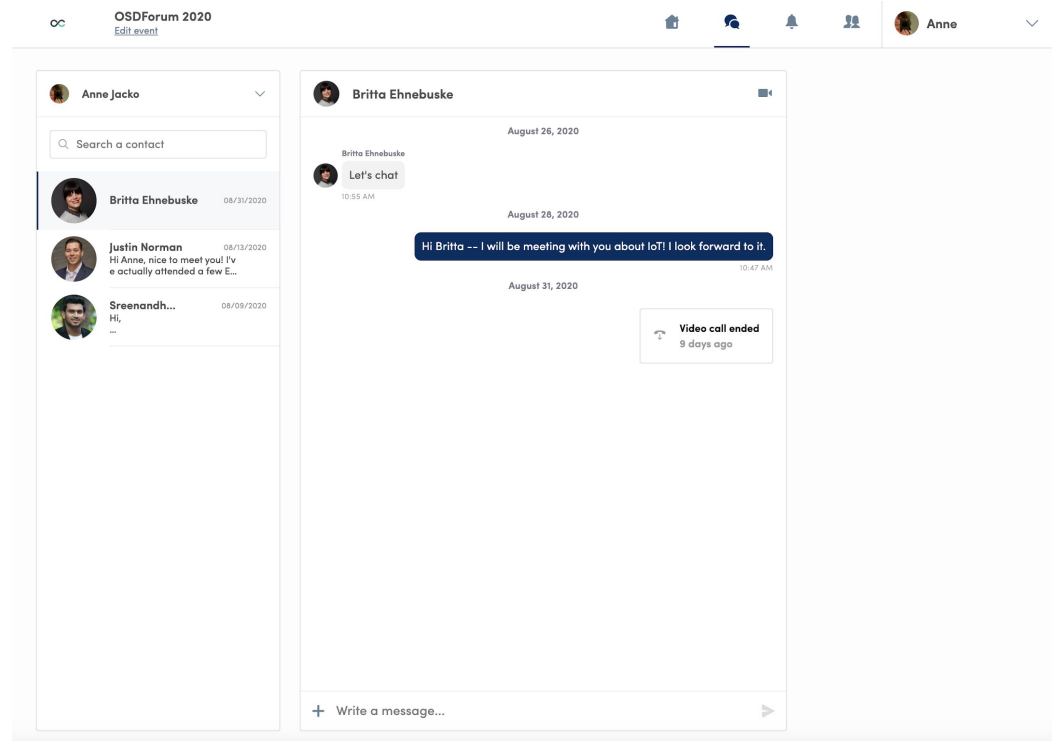 OSDForum 2020
Edit event
Anne
Anne Jacko
Search a contact
Britta Ehnebuske 08/31/2020
Justin Norman 08/13/2020
Hi Anne, nice to meet you! I'v
e actually attended a few E...
Sreenandh... 08/09/2020
Hi,
...
Britta Ehnebuske
August 26, 2020
Britta Ehnebuske
Let's chat
10:55 AM
August 28, 2020
Hi Britta -- I will be meeting with you about IoT! I look forward to it.
10:47 AM
August 31, 2020
Video call ended
9 days ago
Write a message...